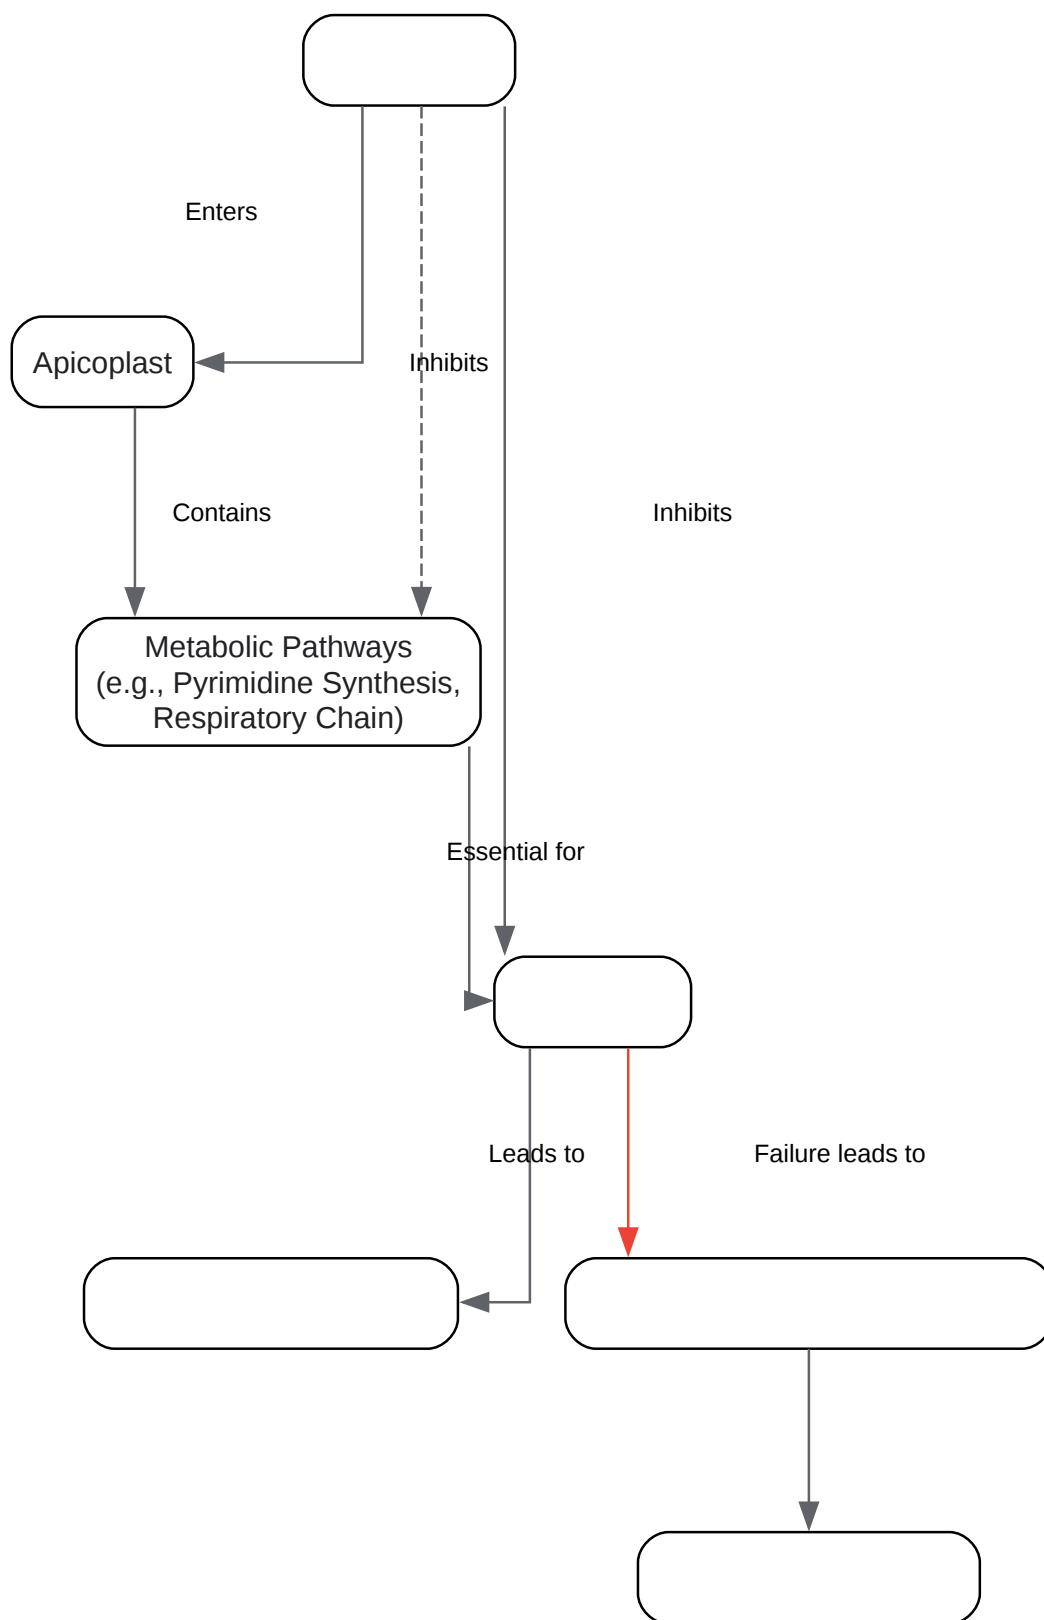 Enters
Apicoplast
Inhibits
Contains
Inhibits
Metabolic Pathways
(e.g., Pyrimidine Synthesis,
Respiratory Chain)
Essential for
Leads to
Failure leads to